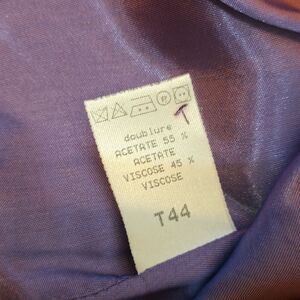 doublure
ACETATE 55 %
ACETATE
VISCOSE 45 %
VISCOSE
T44